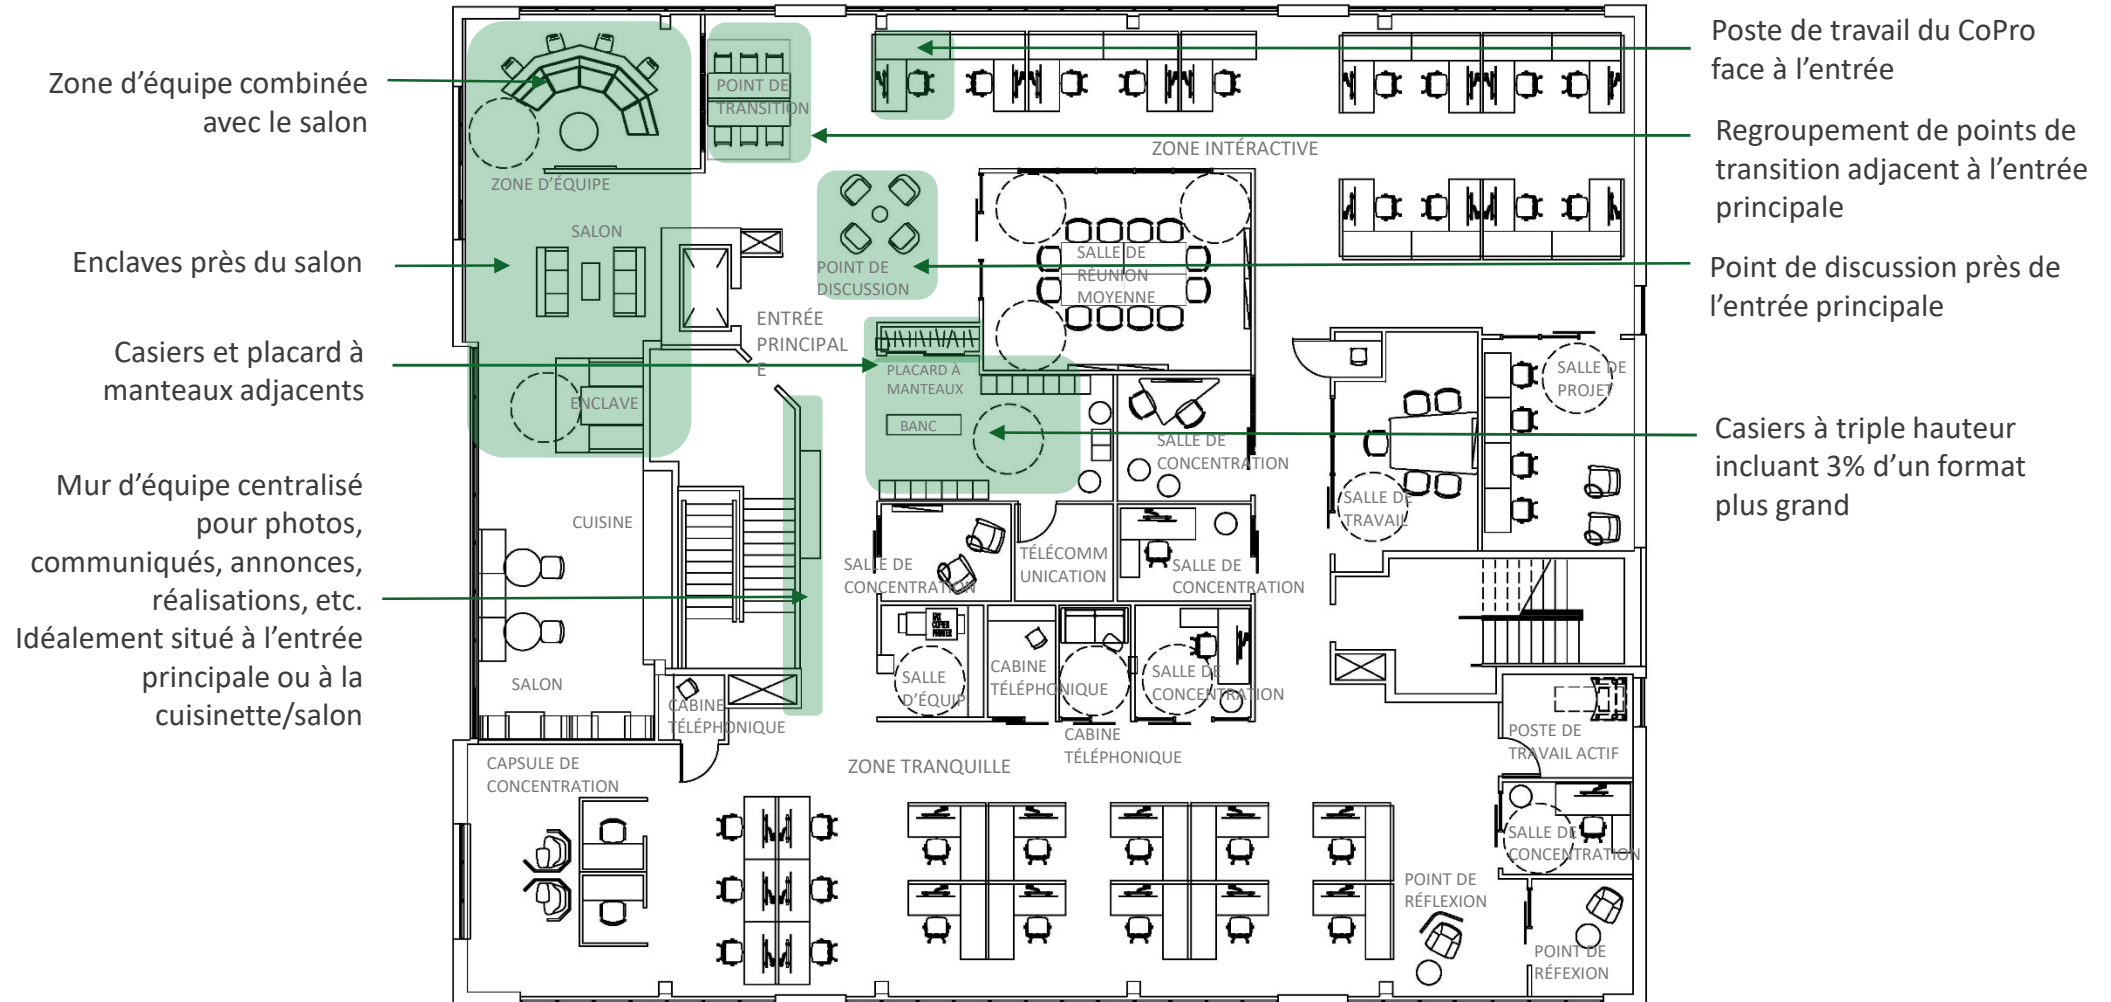 Zone d'équipe combinée
avec le salon
Enclaves près du salon
Casiers et placard à
manteaux adjacents
Mur d'équipe centralisé
pour photos,
communiqués, annonces,
réalisations, etc.
Idéalement situé à l'entrée
principale ou à la
cuisinette/salon
POINT DE
TRANSITION
ZONE INTÉRACTIVE
ZONE D'ÉQUIPE
SALON
POINT DE
DISCUSSION
SALLE DE
RÉUNION
MOYENNE
ENTRÉE
PRINCIPAL
E
PLACARD À
MANTEAUX
BANC
ENCLAVE
SALLE DE
CONCENTRATION
SALLE DE
PROJET
SALLE DE
TRAVAIL
CUISINE
SALLE DE
CONCENTRATION
TÉLÉCOMM
UNICATION
SALLE DE
CONCENTRATION
FAX
COPIER
PRINTER
SALLE
D'ÉQUIP
CABINE
TÉLÉPHONIQUE
SALLE DE
CONCENTRATION
SALON
CABINE
TÉLÉPHONIQUE
CABINE
TÉLÉPHONIQUE
POSTE DE
TRAVAIL ACTIF
CAPSULE DE
CONCENTRATION
ZONE TRANQUILLE
SALLE DE
CONCENTRATION
POINT DE
RÉFLEXION
POINT DE
RÉFEXION
Poste de travail du CoPro
face à l'entrée
Regroupement de points de
transition adjacent à l'entrée
principale
Point de discussion près de
l'entrée principale
Casiers à triple hauteur
incluant 3% d'un format
plus grand